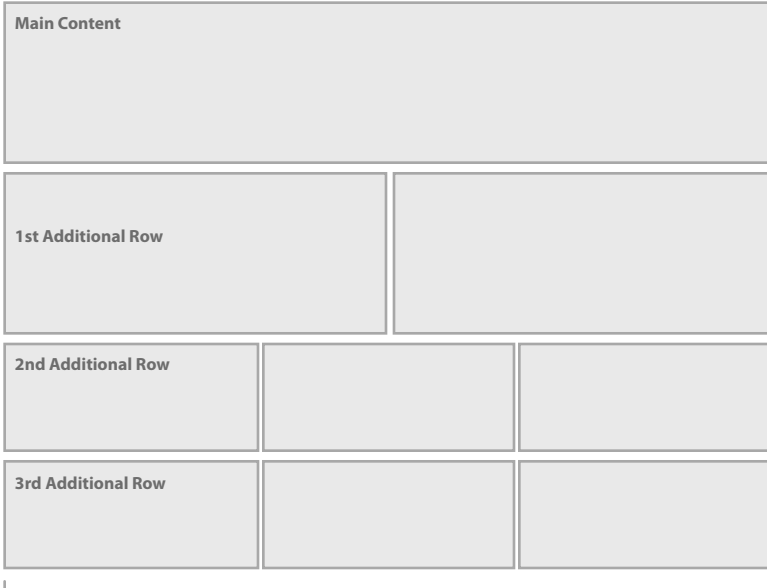 Main Content
1st Additional Row
2nd Additional Row
3rd Additional Row